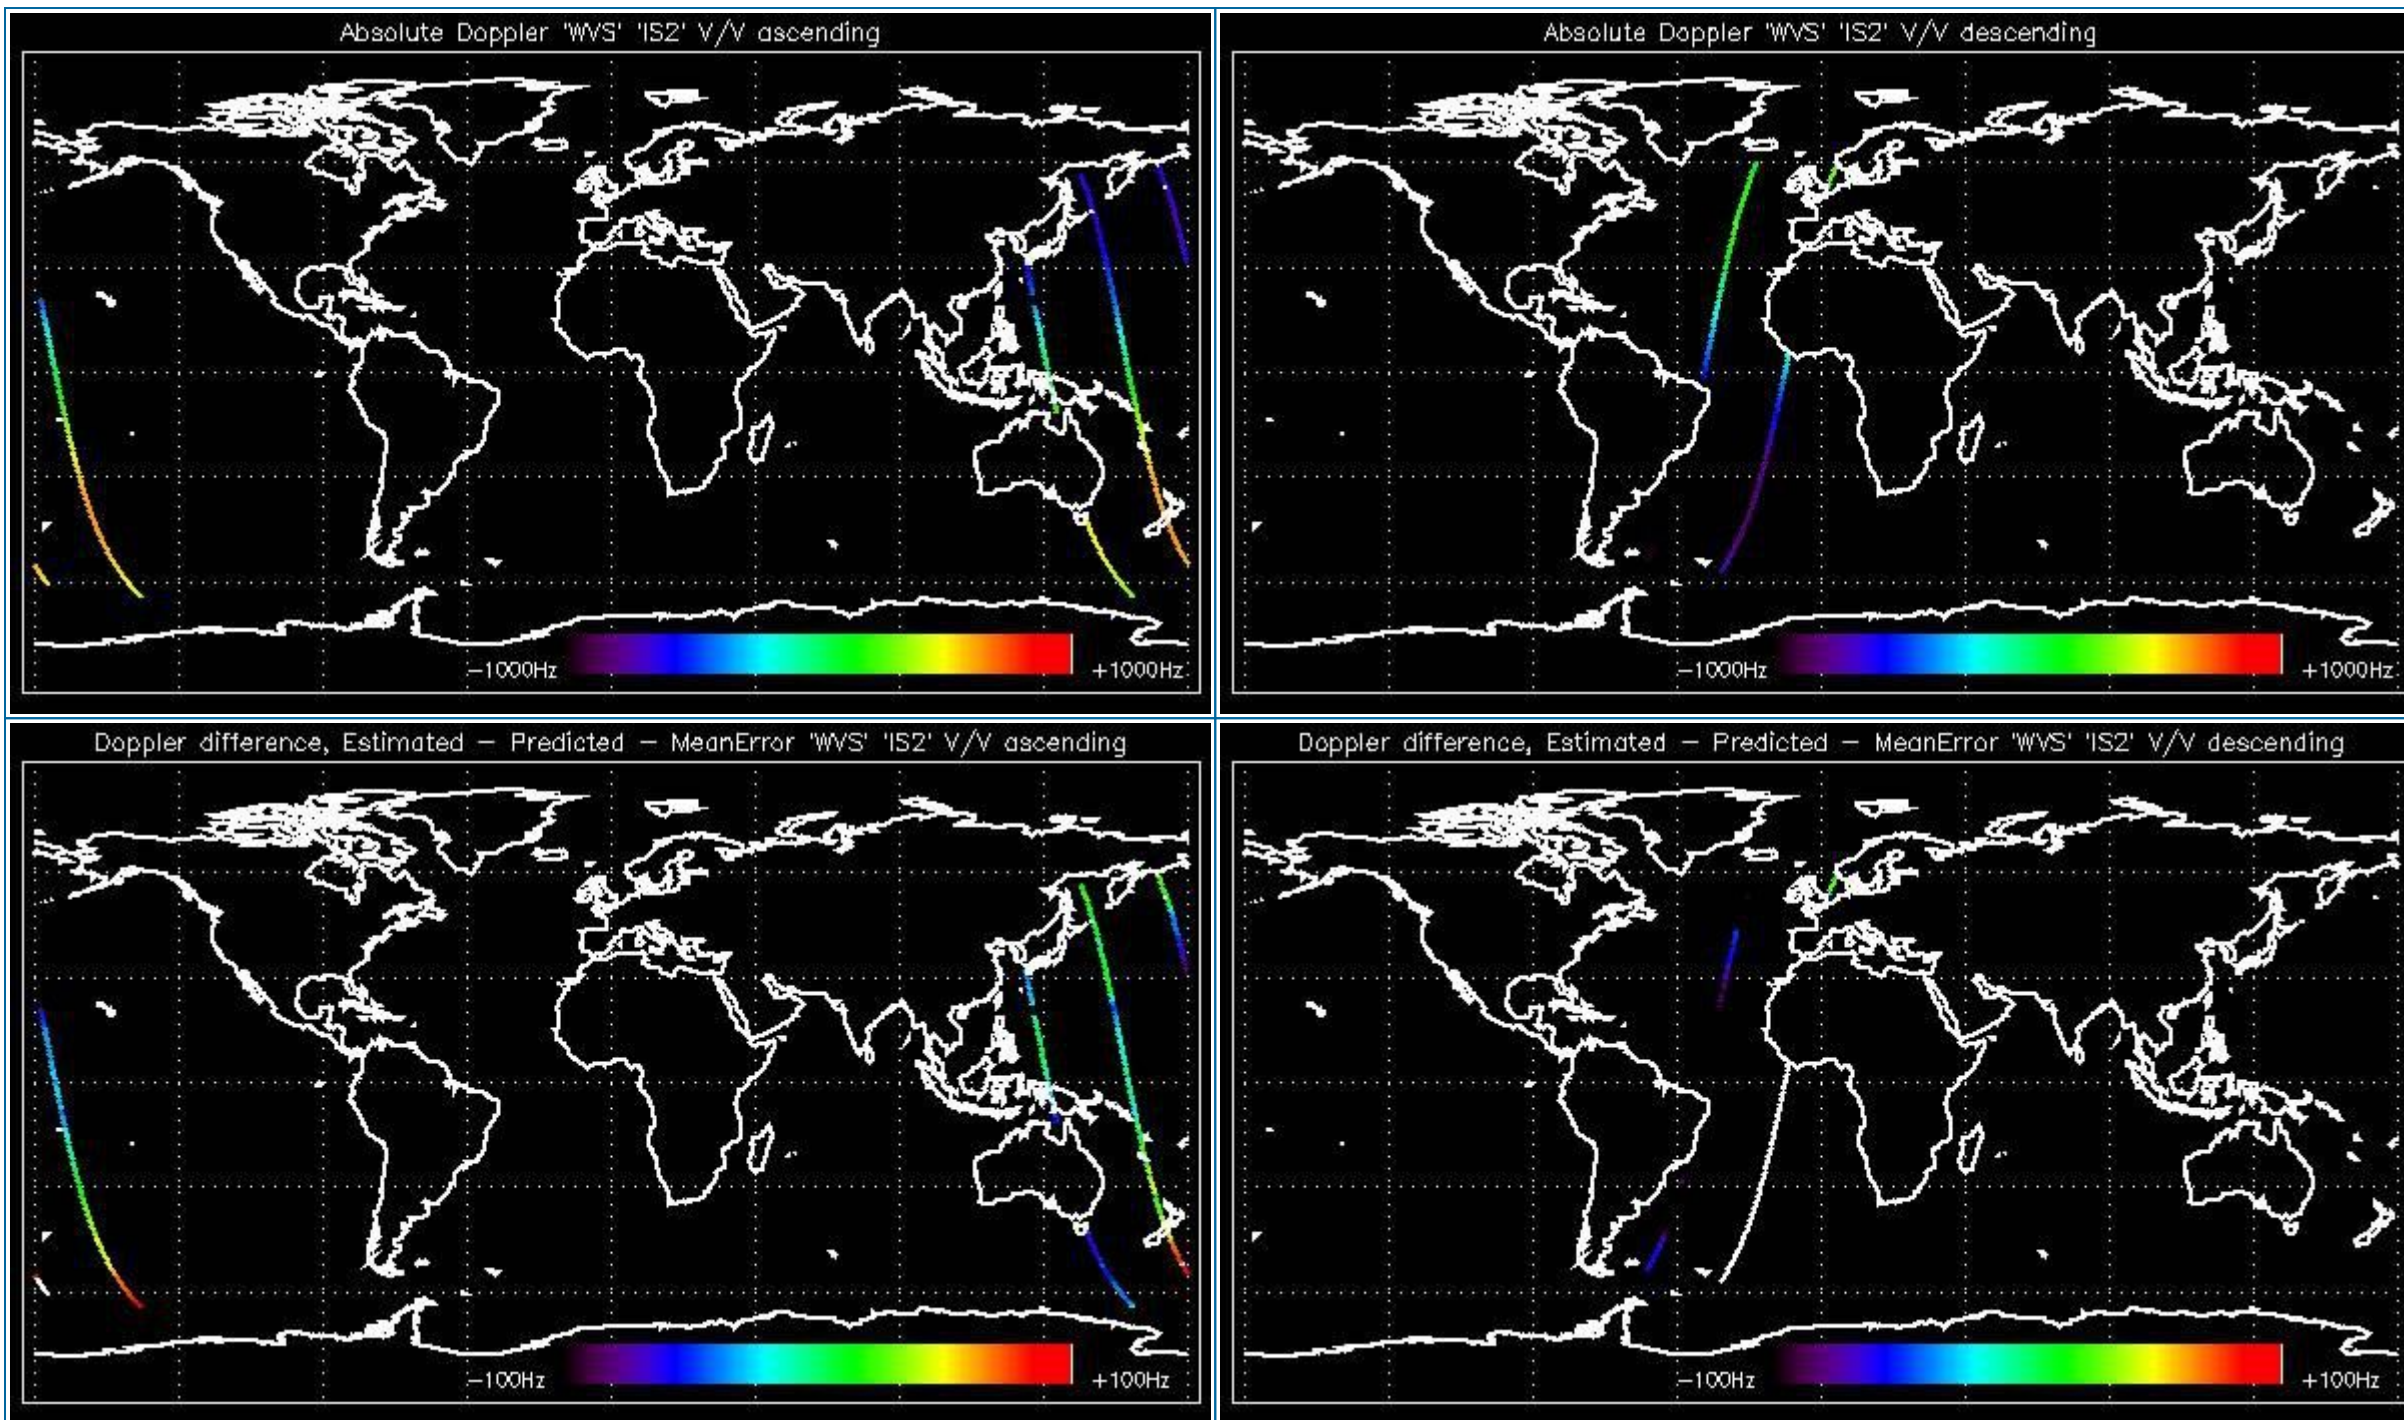 Absolute Doppler 'WVS' 'IS2' V/V ascending
-1000Hz
+1000Hz
Absolute Doppler 'WVS' 'IS2' V/V descending
-1000Hz
+1000Hz
Doppler difference, Estimated - Predicted - MeanError 'WVS' 'IS2' V/V ascending
-100Hz
+100Hz
Doppler difference, Estimated - Predicted - MeanError 'WVS' 'IS2' V/V descending
-100Hz
+100Hz